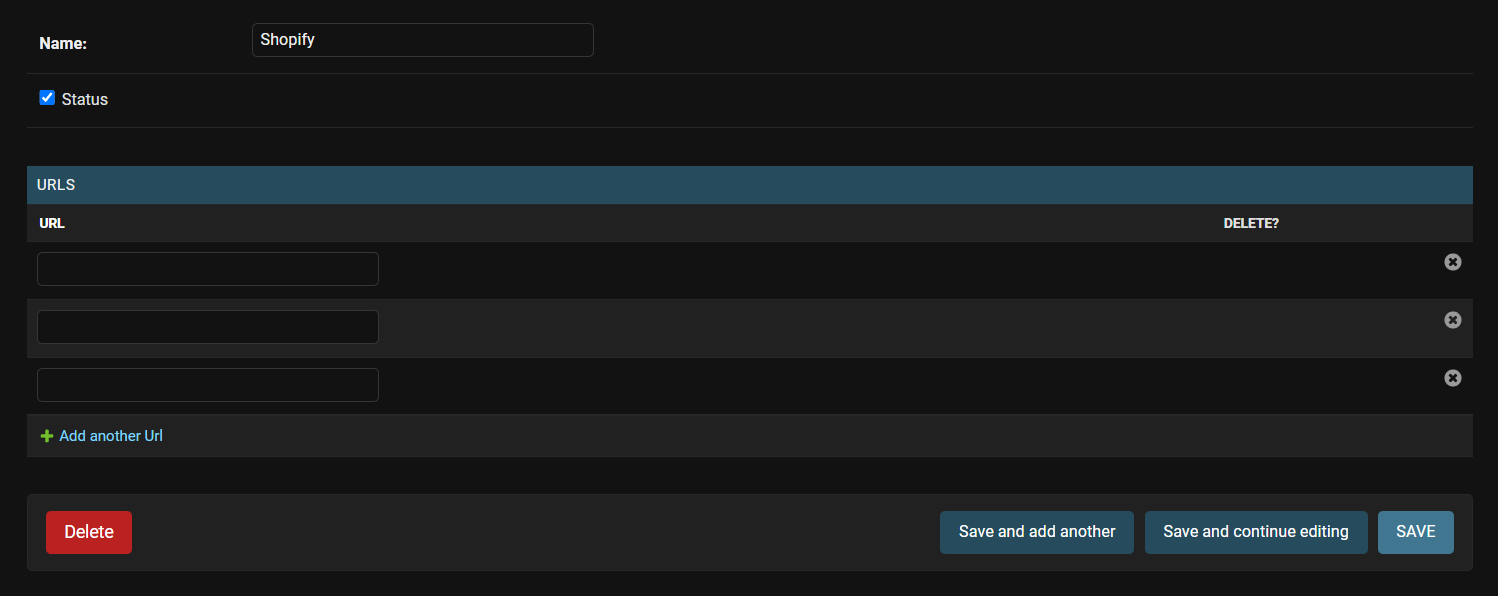 Name: Shopify
Status
URLS
URL DELETE?
Add another Url
Delete Save and add another Save and continue editing SAVE